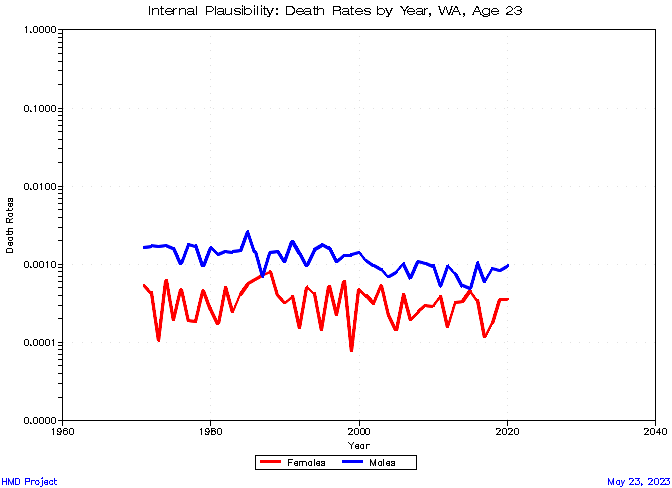 Internal Plausibility: Death Rates by Year, WA, Age 23
1.0000
0.1000
0.0100
0.0010
0.0001
0.0000
Death Rates
1960
1980
2000
2020
2040
Year
Females
Males
HMD Project
May 23, 2023